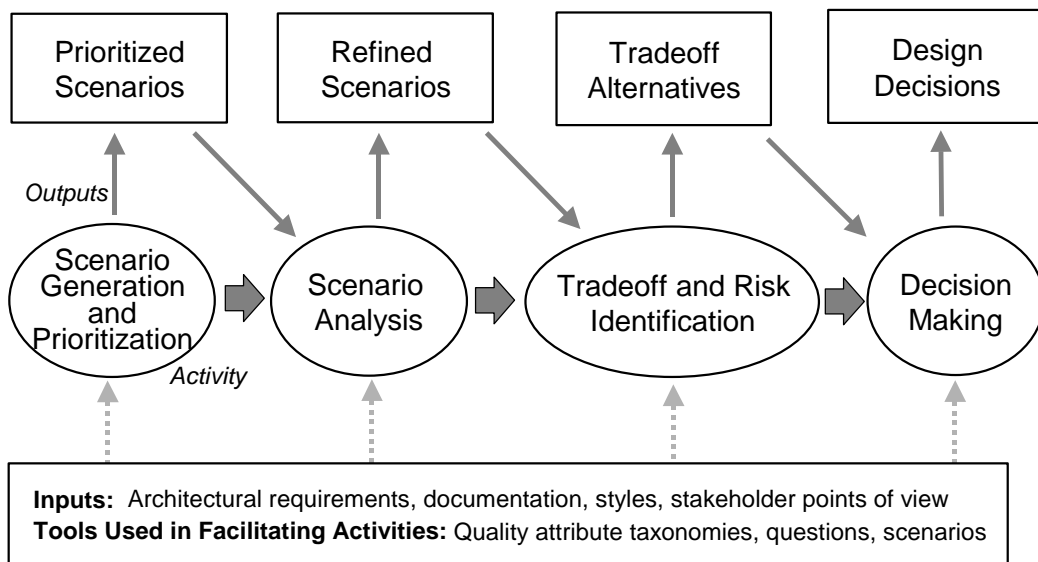 Prioritized
Scenarios
Refined
Scenarios
Tradeoff
Alternatives
Design
Decisions
Outputs
Scenario
Generation
and
Prioritization
Activity
Scenario
Analysis
Tradeoff and Risk
Identification
Decision
Making
Inputs: Architectural requirements, documentation, styles, stakeholder points of view
Tools Used in Facilitating Activities: Quality attribute taxonomies, questions, scenarios